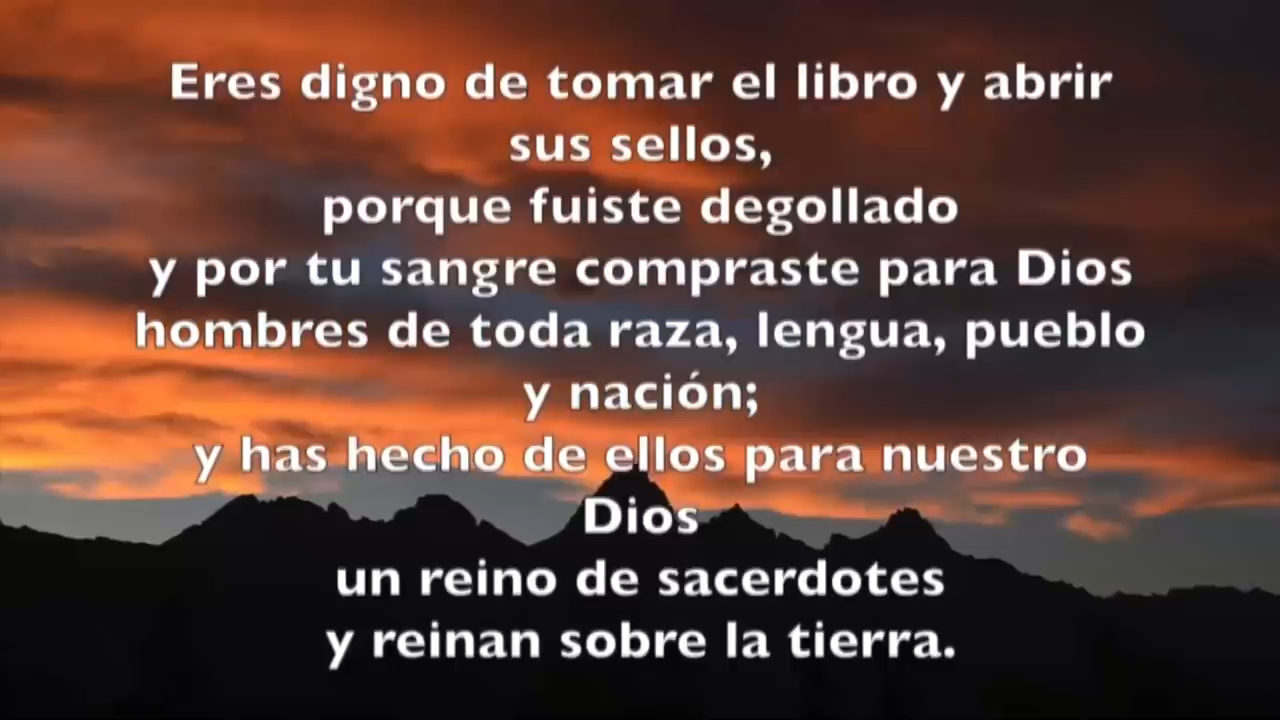 Eres digno de tomar el libro y abrir
sus sellos,
porque fuiste degollado
y por tu sangre compraste para Dios
hombres de toda raza, lengua, pueblo
y nación;
y has hecho de ellos para nuestro
Dios
un reino de sacerdotes
y reinan sobre la tierra.